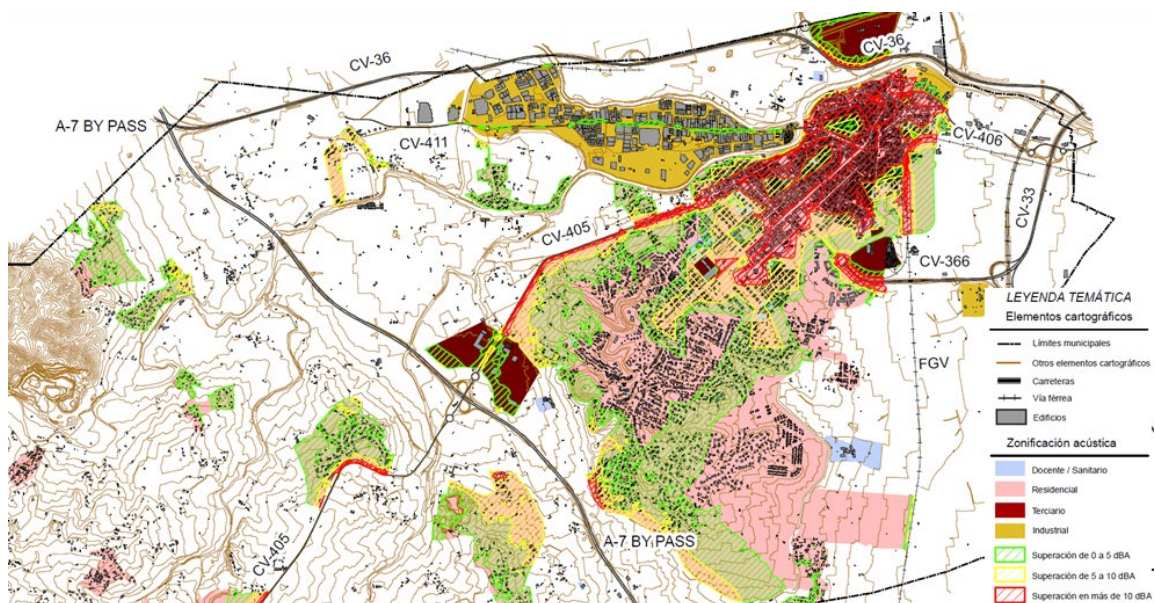 CV-36
CV-36
A-7 BY PASS
CV-411
CV-406
CV-33
CV-405
CV-366
FGV
A-7 BY PASS
CV-405
LEYENDA TEMÁTICA
Elementos cartográficos
Límites municipales
Otros elementos cartográficos
Carreteras
Vía férrea
Edificios
Zonificación acústica
Docente / Sanitario
Residencial
Terciario
Industrial
Superación de 0 a 5 dBA
Superación de 5 a 10 dBA
Superación en más de 10 dBA